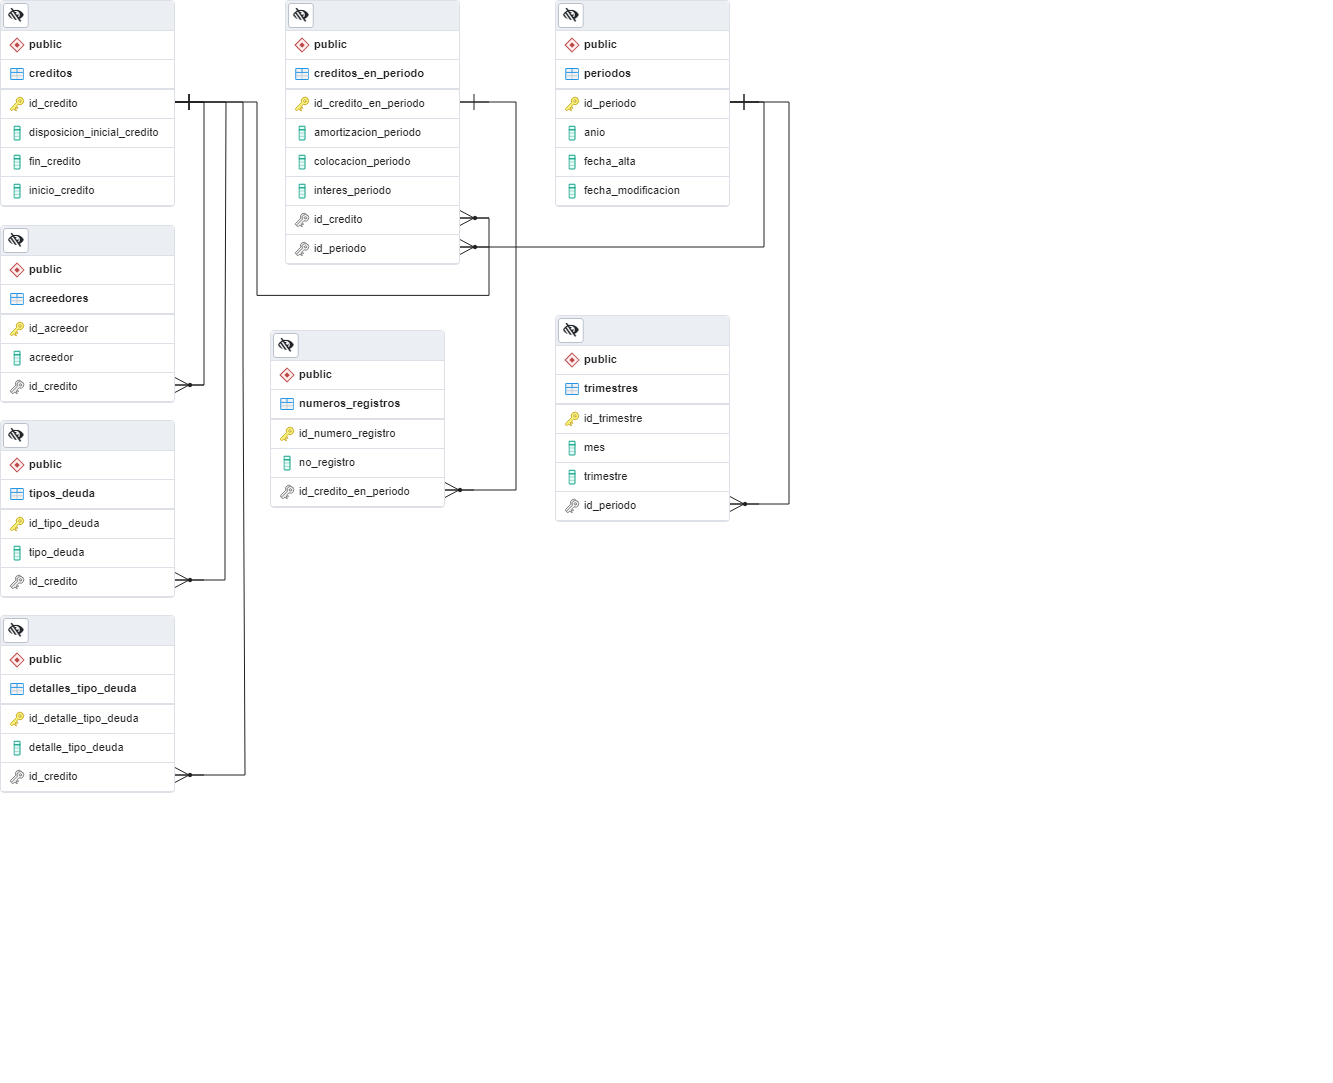 public
creditos
id_credito
disposicion_inicial_credito
fin_credito
inicio_credito
public
acreedores
id_acreedor
acreedor
id_credito
public
tipos_deuda
id_tipo_deuda
tipo_deuda
id_credito
public
detalles_tipo_deuda
id_detalle_tipo_deuda
detalle_tipo_deuda
id_credito
public
creditos_en_periodo
id_credito_en_periodo
amortizacion_periodo
colocacion_periodo
interes_periodo
id_credito
id_periodo
public
numeros_registros
id_numero_registro
no_registro
id_credito_en_periodo
public
periodos
id_periodo
anio
fecha_alta
fecha_modificacion
public
trimestres
id_trimestre
mes
trimestre
id_periodo